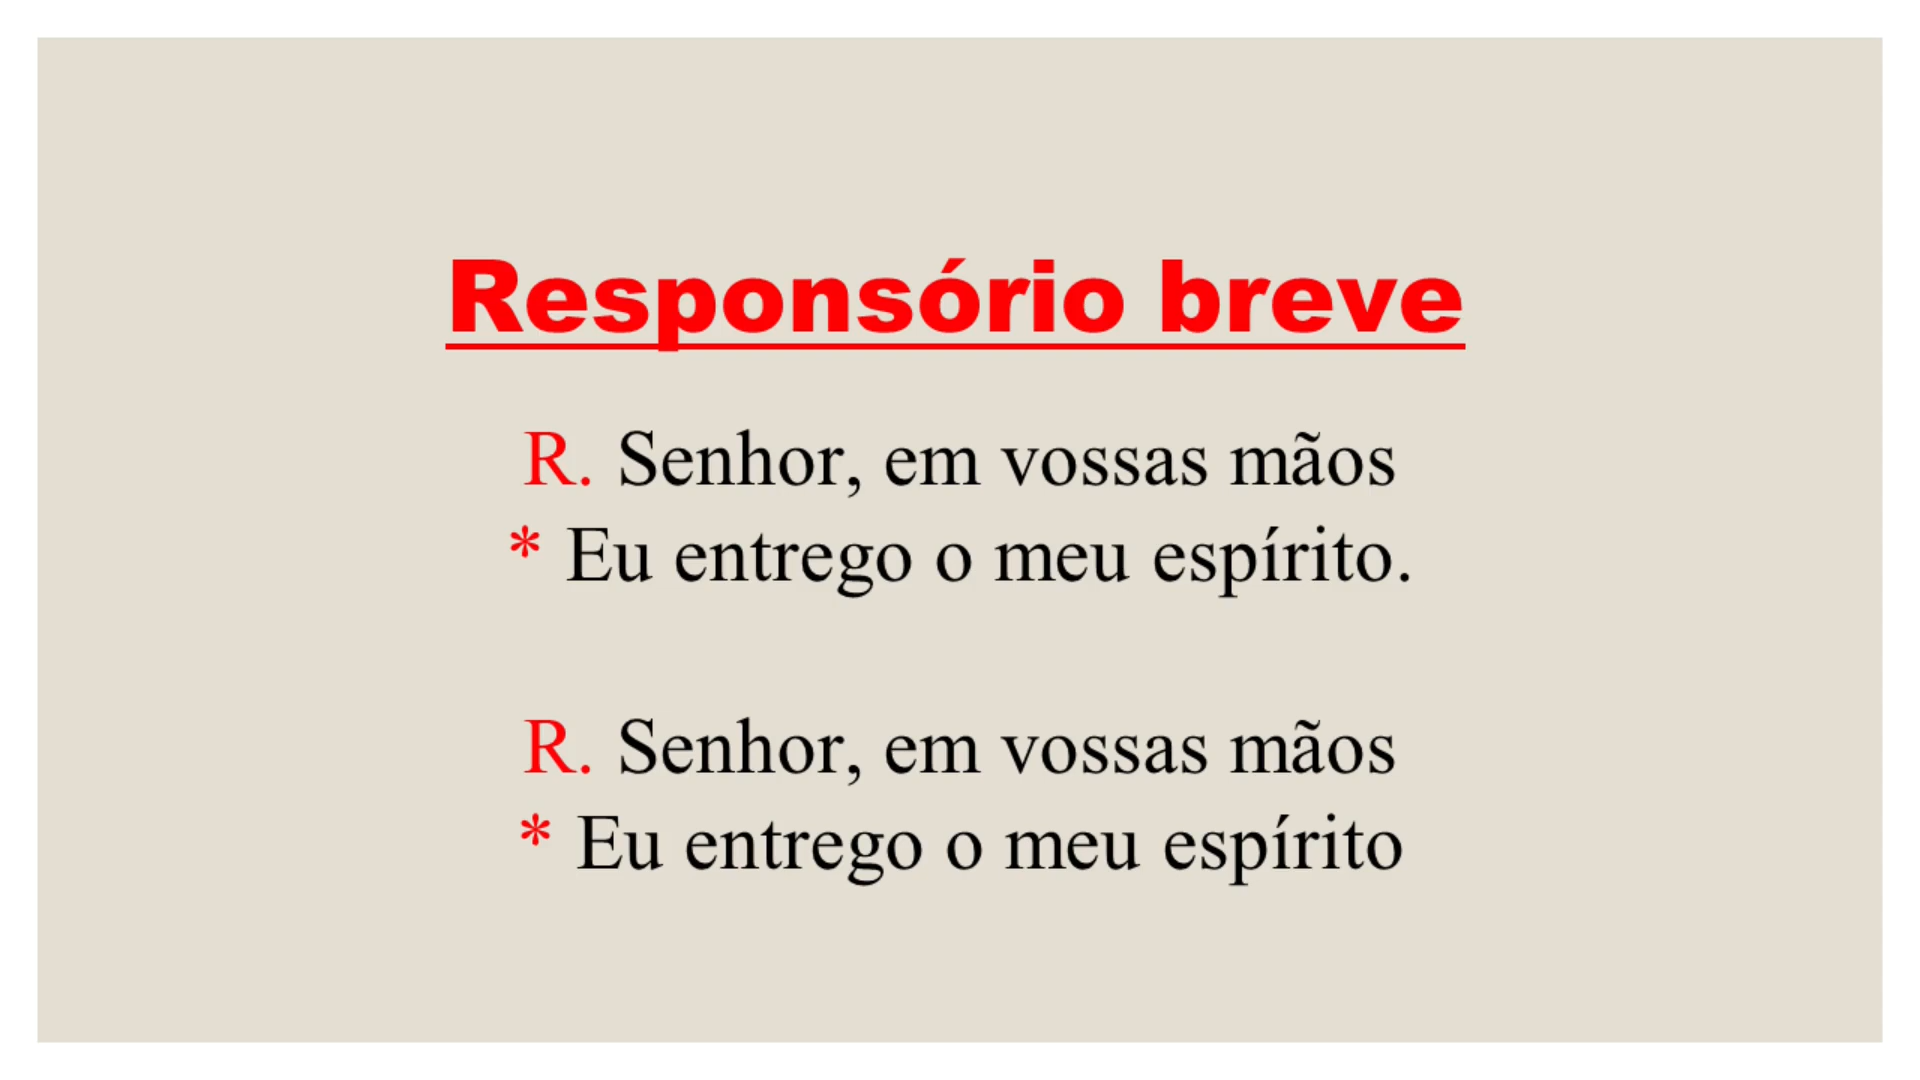 Responsório breve
R. Senhor, em vossas mãos
* Eu entrego o meu espírito.
R. Senhor, em vossas mãos
* Eu entrego o meu espírito